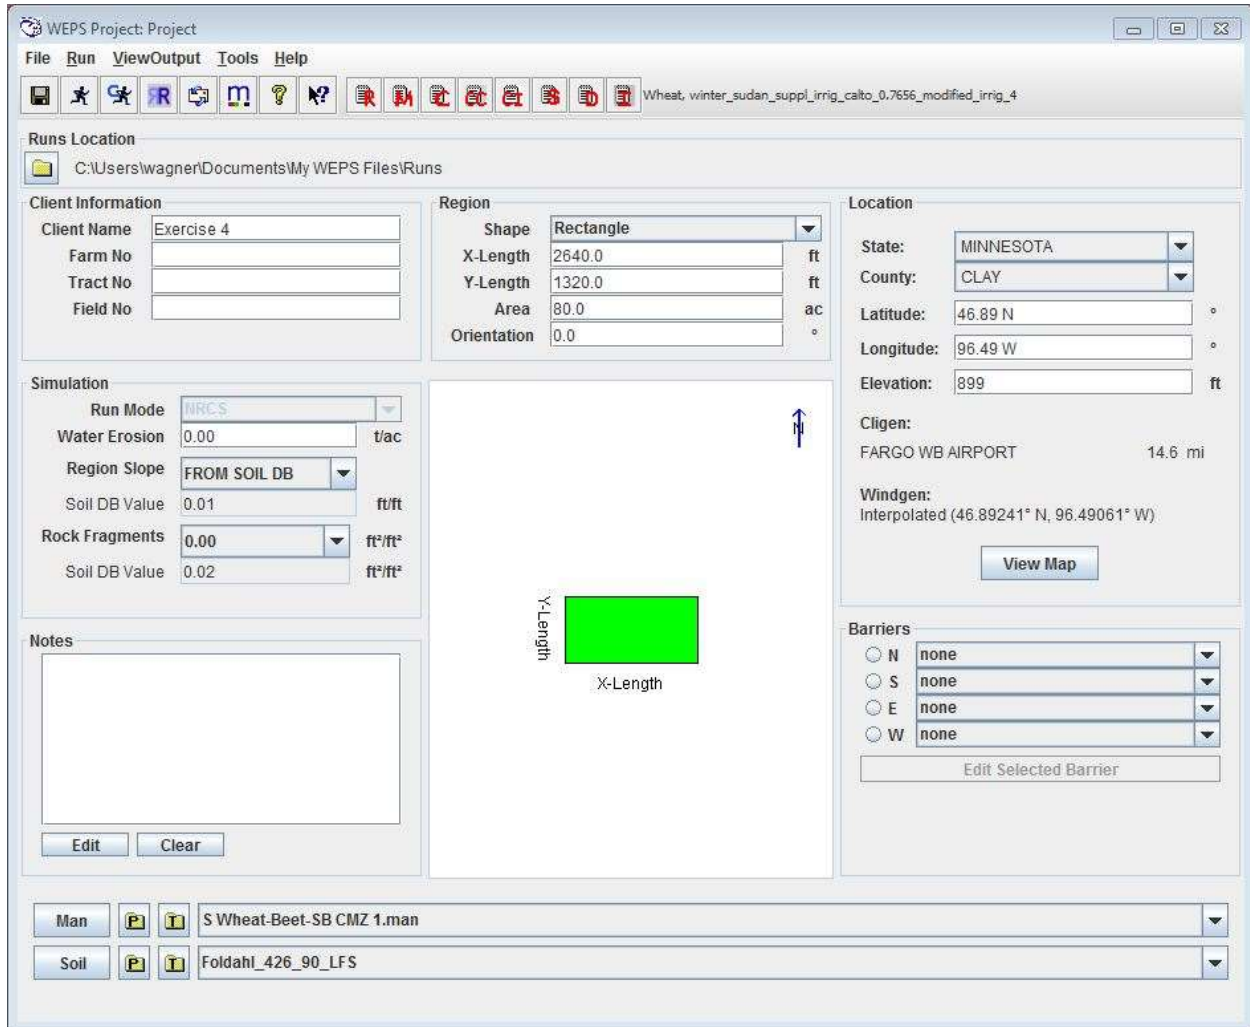 WEPS Project: Project
File Run ViewOutput Tools Help
Wheat, winter_sudan_suppl_irrig_calto_0.7656_modified_irrig_4
Runs Location
C:\Users\wagner\Documents\My WEPS Files\Runs
Client Information
Client Name Exercise 4
Farm No
Tract No
Field No
Region
Shape Rectangle
X-Length 2640.0 ft
Y-Length 1320.0 ft
Area 80.0 ac
Orientation 0.0 °
Location
State: MINNESOTA
County: CLAY
Latitude: 46.89 N °
Longitude: 96.49 W °
Elevation: 899 ft
Cligen:
FARGO WB AIRPORT 14.6 mi
Windgen:
Interpolated (46.89241° N, 96.49061° W)
View Map
Simulation
Run Mode NRCS
Water Erosion 0.00 t/ac
Region Slope FROM SOIL DB
Soil DB Value 0.01 ft/ft
Rock Fragments 0.00 ft²/ft²
Soil DB Value 0.02 ft²/ft²
N
Y-Length
X-Length
Notes
Edit Clear
Barriers
N none
S none
E none
W none
Edit Selected Barrier
Man P T S Wheat-Beet-SB CMZ 1.man
Soil P T Foldahl_426_90_LFS